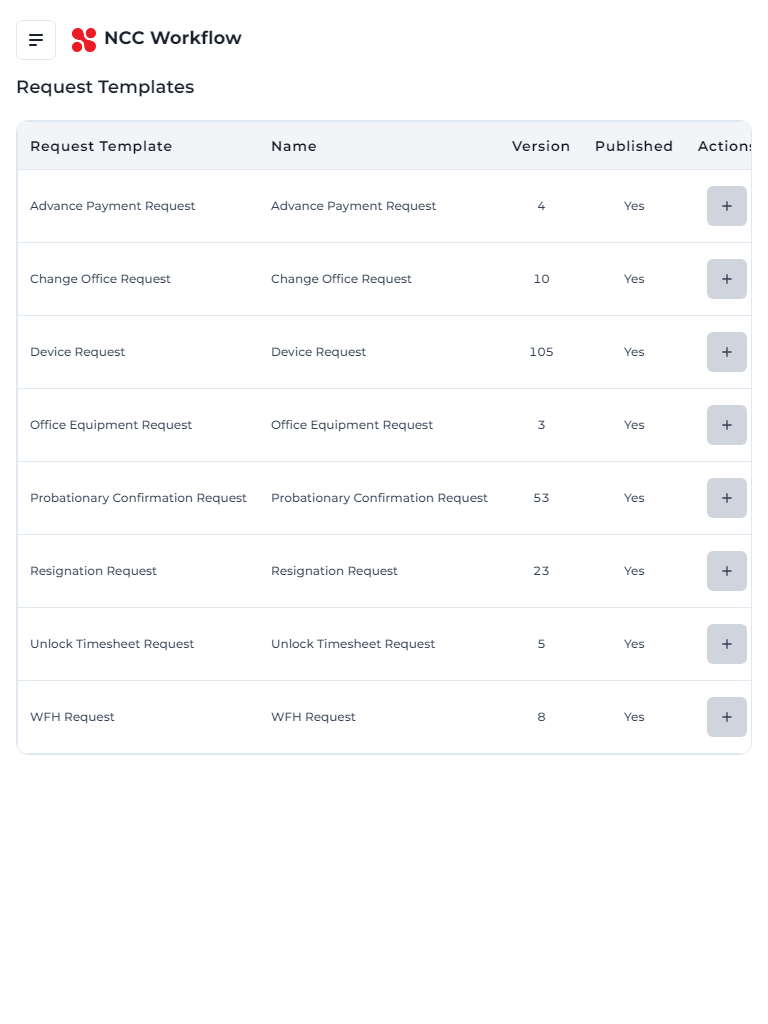 NCC Workflow
Request Templates
Request Template Name Version Published Actions
Advance Payment Request Advance Payment Request 4 Yes +
Change Office Request Change Office Request 10 Yes +
Device Request Device Request 105 Yes +
Office Equipment Request Office Equipment Request 3 Yes +
Probationary Confirmation Request Probationary Confirmation Request 53 Yes +
Resignation Request Resignation Request 23 Yes +
Unlock Timesheet Request Unlock Timesheet Request 5 Yes +
WFH Request WFH Request 8 Yes +